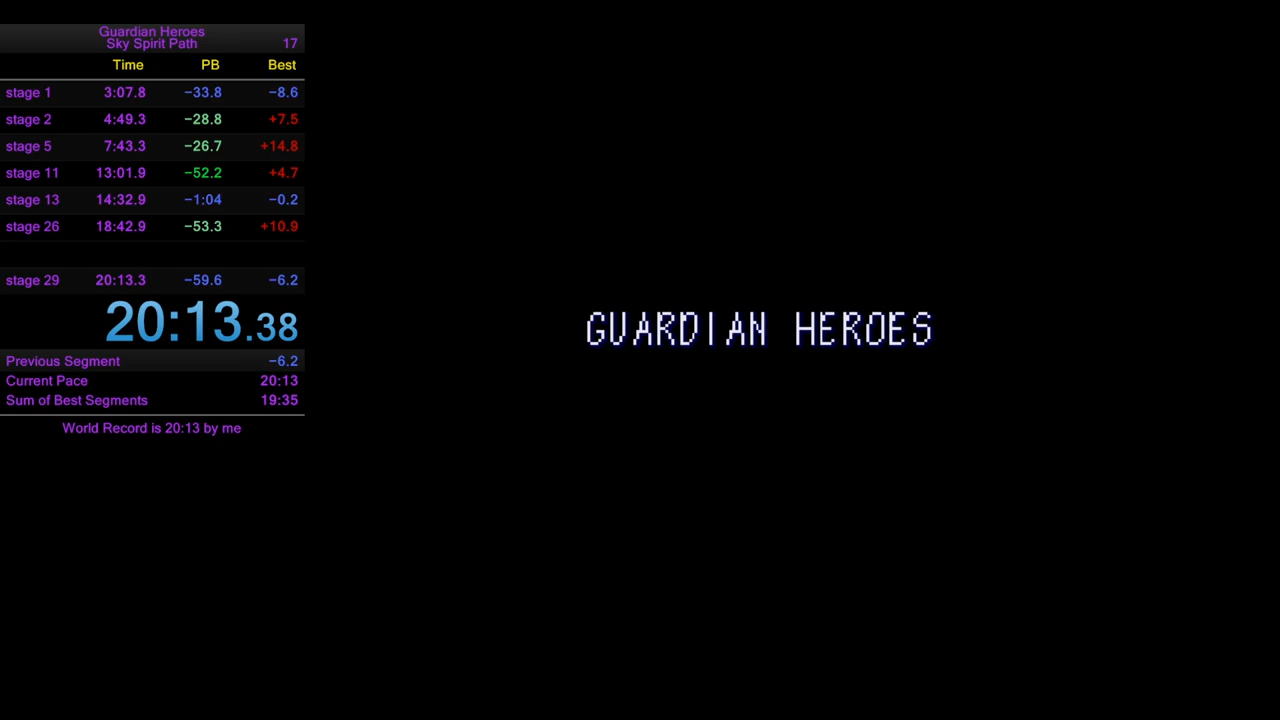 Guardian Heroes
Sky Spirit Path 17
Time PB Best
stage 1 3:07.8 −33.8 −8.6
stage 2 4:49.3 −28.8 +7.5
stage 5 7:43.3 −26.7 +14.8
stage 11 13:01.9 −52.2 +4.7
stage 13 14:32.9 −1:04 −0.2
stage 26 18:42.9 −53.3 +10.9
stage 29 20:13.3 −59.6 −6.2
20:13.38
GUARDIAN HEROES
Previous Segment −6.2
Current Pace 20:13
Sum of Best Segments 19:35
World Record is 20:13 by me